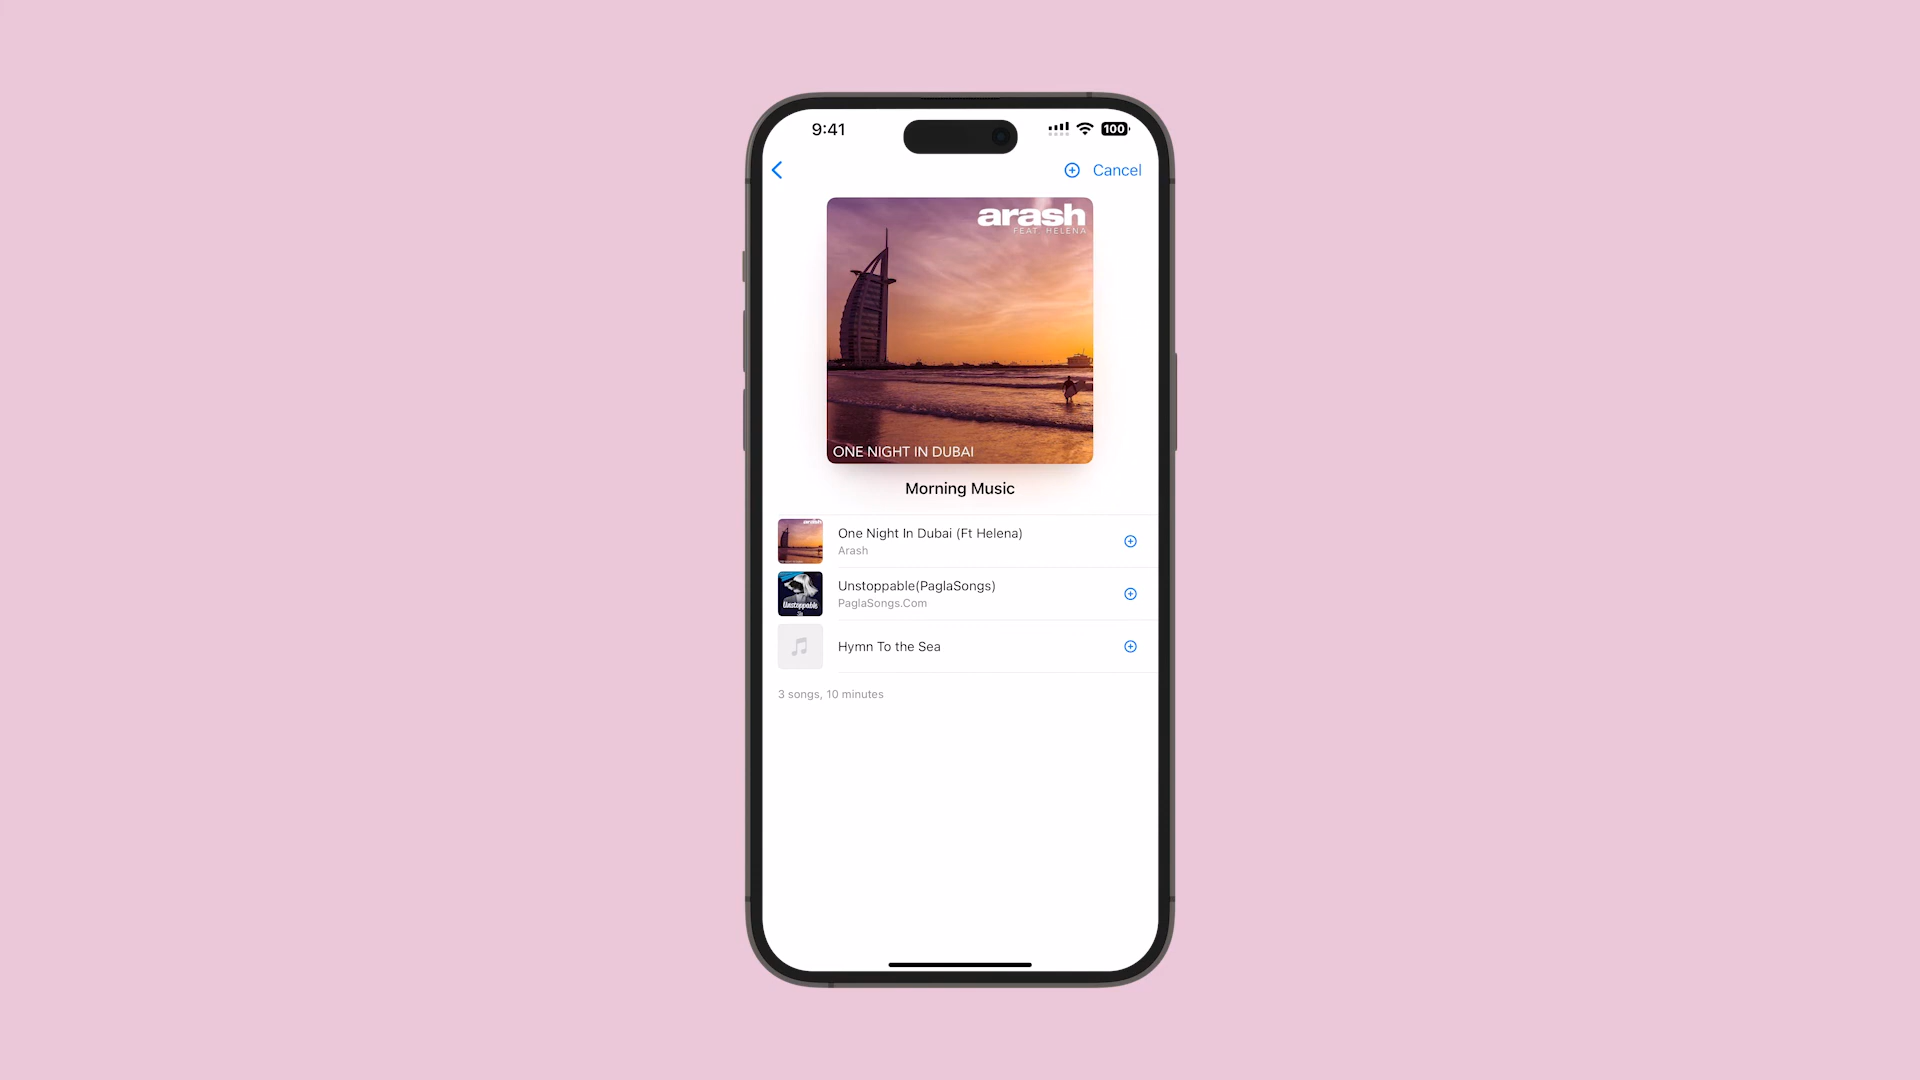 9:41
100
Cancel
arash
FEAT. HELENA
ONE NIGHT IN DUBAI
Morning Music
One Night In Dubai (Ft Helena)
Arash
Unstoppable(PaglaSongs)
PaglaSongs.Com
Unstoppable
Hymn To the Sea
3 songs, 10 minutes